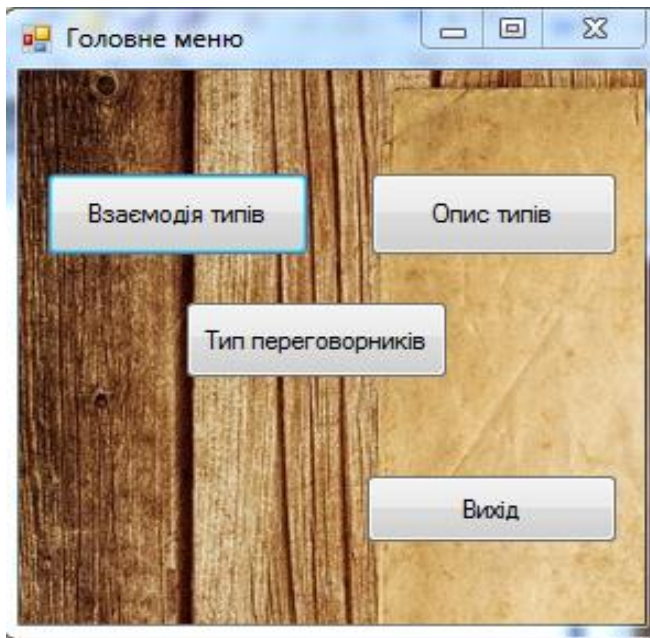 Головне меню
Взаємодія типів
Опис типів
Тип переговорників
Вихід